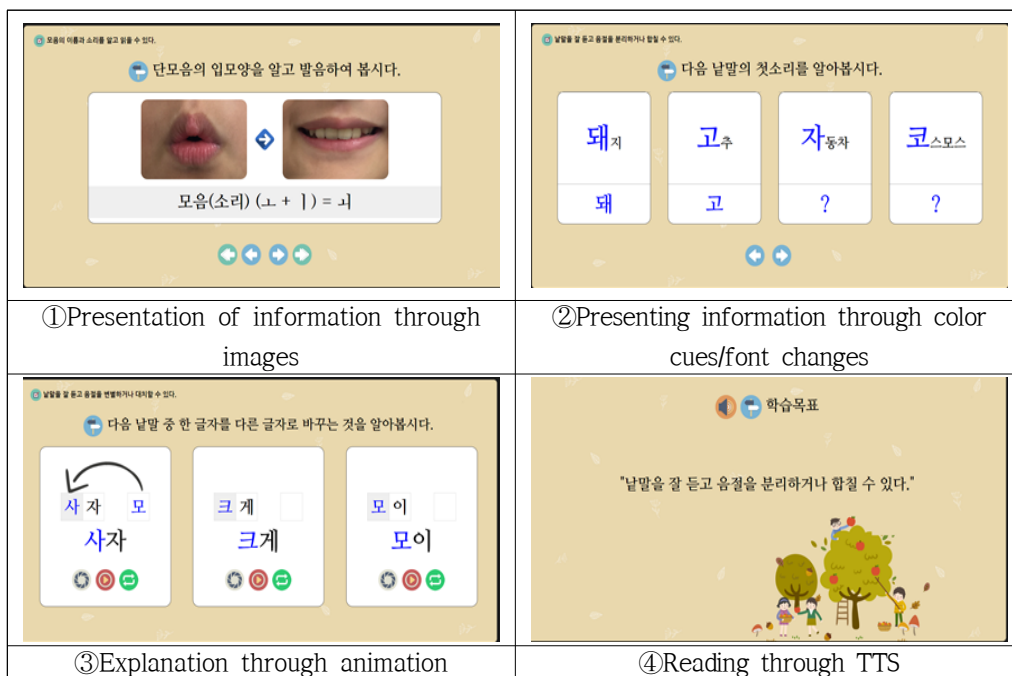 모음의 이름과 소리를 알고 읽을 수 있다.
단모음의 입모양을 알고 발음하여 봅시다.
모음(소리) (ㅗ + ㅣ) = ㅚ
①Presentation of information through
images
낱말을 잘 듣고 음절을 분리하거나 합칠 수 있다.
다음 낱말의 첫소리를 알아봅시다.
돼지 고추 자동차 코스모스
돼 고 ? ?
②Presenting information through color
cues/font changes
낱말을 잘 듣고 음절을 변별하거나 대치할 수 있다.
다음 낱말 중 한 글자를 다른 글자로 바꾸는 것을 알아봅시다.
사 자 모 크 게 모 이
사자 크게 모이
③Explanation through animation
학습목표
"낱말을 잘 듣고 음절을 분리하거나 합칠 수 있다."
④Reading through TTS